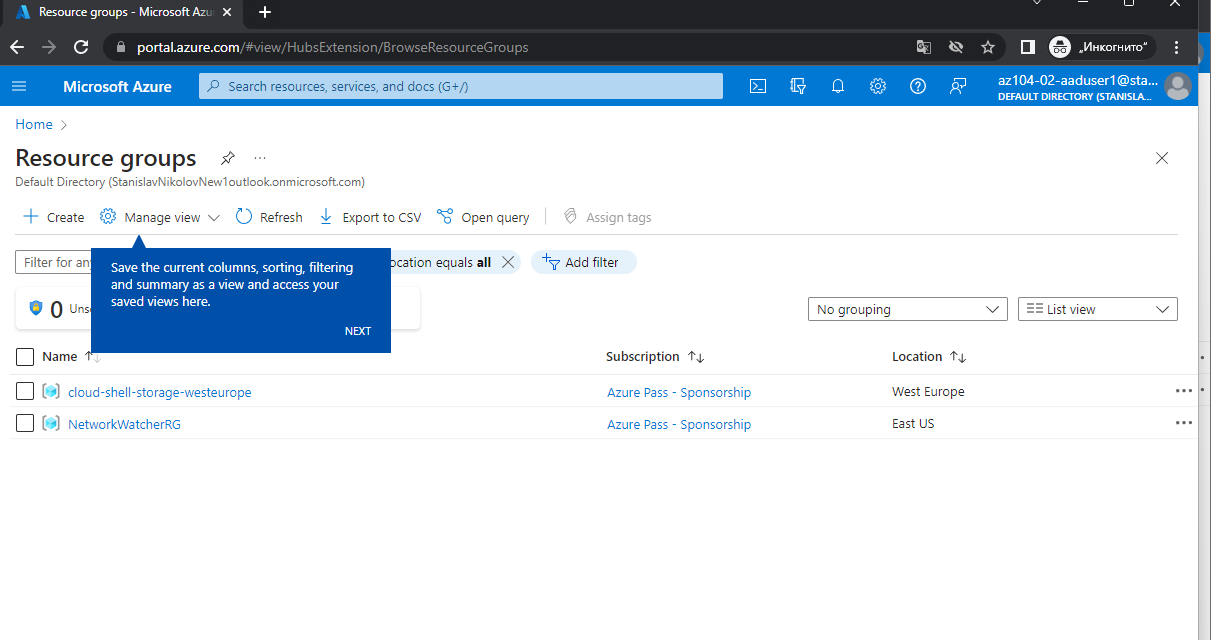 Resource groups - Microsoft Azu
portal.azure.com/#view/HubsExtension/BrowseResourceGroups
„Инкогнито“
Microsoft Azure
Search resources, services, and docs (G+/)
az104-02-aaduser1@sta...
DEFAULT DIRECTORY (STANISLA...
Home
Resource groups
Default Directory (StanislavNikolovNew1outlook.onmicrosoft.com)
Create Manage view Refresh Export to CSV Open query Assign tags
Filter for any
ocation equals all
Add filter
Save the current columns, sorting, filtering
and summary as a view and access your
saved views here.
NEXT
0 Unse
No grouping
List view
Name Subscription Location
cloud-shell-storage-westeurope Azure Pass - Sponsorship West Europe
NetworkWatcherRG Azure Pass - Sponsorship East US